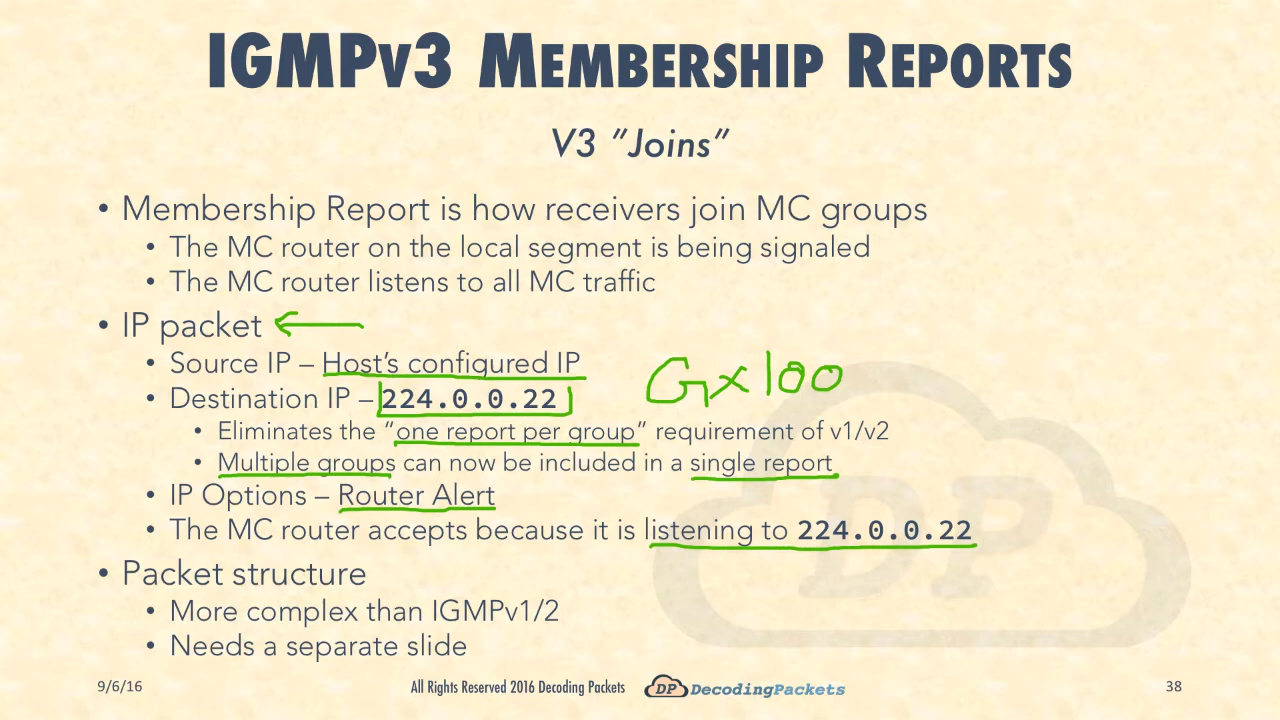 IGMPv3 Membership Reports
V3 ”Joins”
• Membership Report is how receivers join MC groups
• The MC router on the local segment is being signaled
• The MC router listens to all MC traffic
• IP packet
• Source IP – Host’s configured IP
G x 100
• Destination IP – 224.0.0.22
• Eliminates the “one report per group” requirement of v1/v2
• Multiple groups can now be included in a single report
• IP Options – Router Alert
• The MC router accepts because it is listening to 224.0.0.22
• Packet structure
• More complex than IGMPv1/2
• Needs a separate slide
DP
9/6/16 All Rights Reserved 2016 Decoding Packets DP DecodingPackets 38